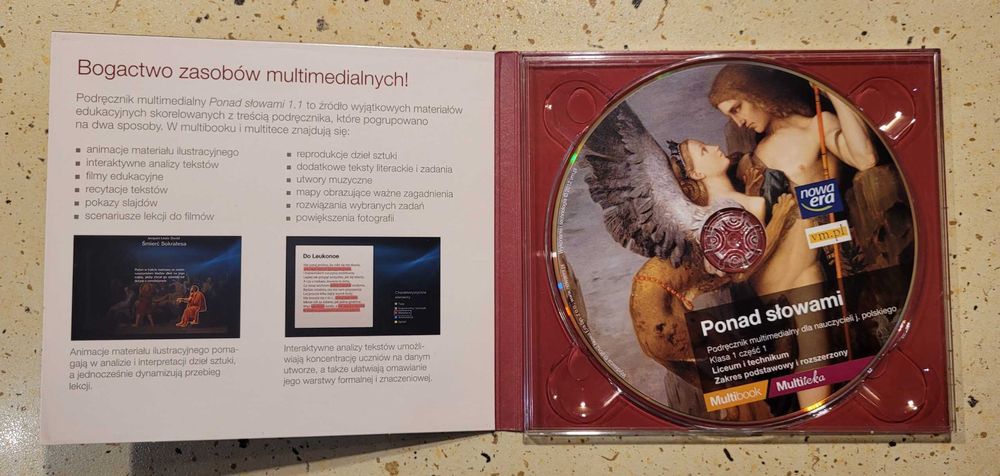 Bogactwo zasobów multimedialnych!
Podręcznik multimedialny Ponad słowami 1.1 to źródło wyjątkowych materiałów
edukacyjnych skorelowanych z treścią podręcznika, które pogrupowano
na dwa sposoby. W multibooku i multitece znajdują się:
animacje materiału ilustracyjnego
interaktywne analizy tekstów
filmy edukacyjne
recytacje tekstów
pokazy slajdów
scenariusze lekcji do filmów
reprodukcje dzieł sztuki
dodatkowe teksty literackie i zadania
utwory muzyczne
mapy obrazujące ważne zagadnienia
rozwiązania wybranych zadań
powiększenia fotografii
Jacques-Louis David
Śmierć Sokratesa
Do Leukonoe
Charakterystyczne
elementy
Animacje materiału ilustracyjnego poma-
gają w analizie i interpretacji dzieł sztuki,
a jednocześnie dynamizują przebieg
lekcji.
Interaktywne analizy tekstów umożli-
wiają koncentrację uczniów na danym
utworze, a także ułatwiają omawianie
jego warstwy formalnej i znaczeniowej.
nowa
era
vm.pl
Ponad słowami
Podręcznik multimedialny dla nauczycieli j. polskiego
Klasa 1 część 1
Liceum i technikum
Zakres podstawowy i rozszerzony
Multibook
Multiteka